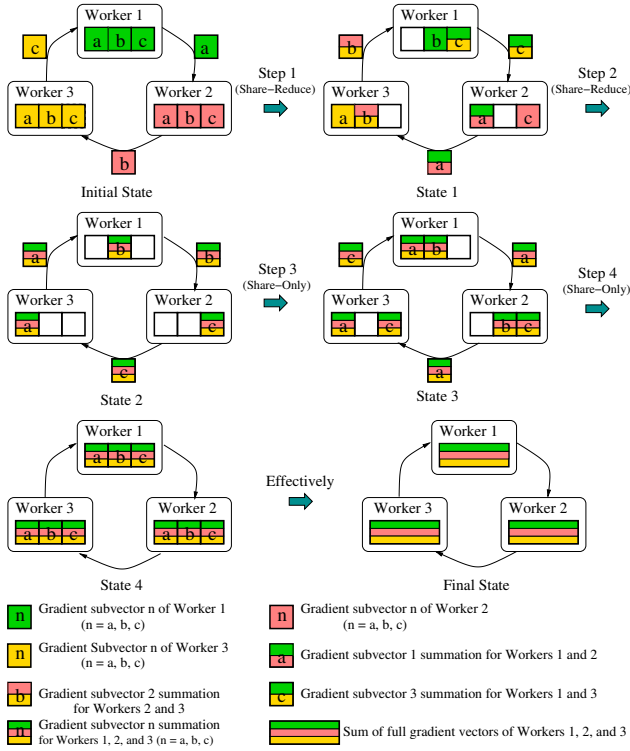 Worker 1
a b c
c
a
Worker 3
a b c
Worker 2
a b c
b
Initial State
Step 1
(Share-Reduce)
Worker 1
b c
b
c
Worker 3
a b
Worker 2
a c
a
State 1
Step 2
(Share-Reduce)
Worker 1
b
a
b
Worker 3
a
Worker 2
c
c
State 2
Step 3
(Share-Only)
Worker 1
a b
c
a
Worker 3
a c
Worker 2
b c
a
State 3
Step 4
(Share-Only)
Worker 1
a b c
Worker 3
a b c
Worker 2
a b c
State 4
Effectively
Worker 1
Worker 3
Worker 2
Final State
n Gradient subvector n of Worker 1
(n = a, b, c)
n Gradient subvector n of Worker 2
(n = a, b, c)
n Gradient Subvector n of Worker 3
(n = a, b, c)
a Gradient subvector 1 summation for Workers 1 and 2
b Gradient subvector 2 summation
for Workers 2 and 3
c Gradient subvector 3 summation for Workers 1 and 3
n Gradient subvector n summation
for Workers 1, 2, and 3 (n = a, b, c)
Sum of full gradient vectors of Workers 1, 2, and 3